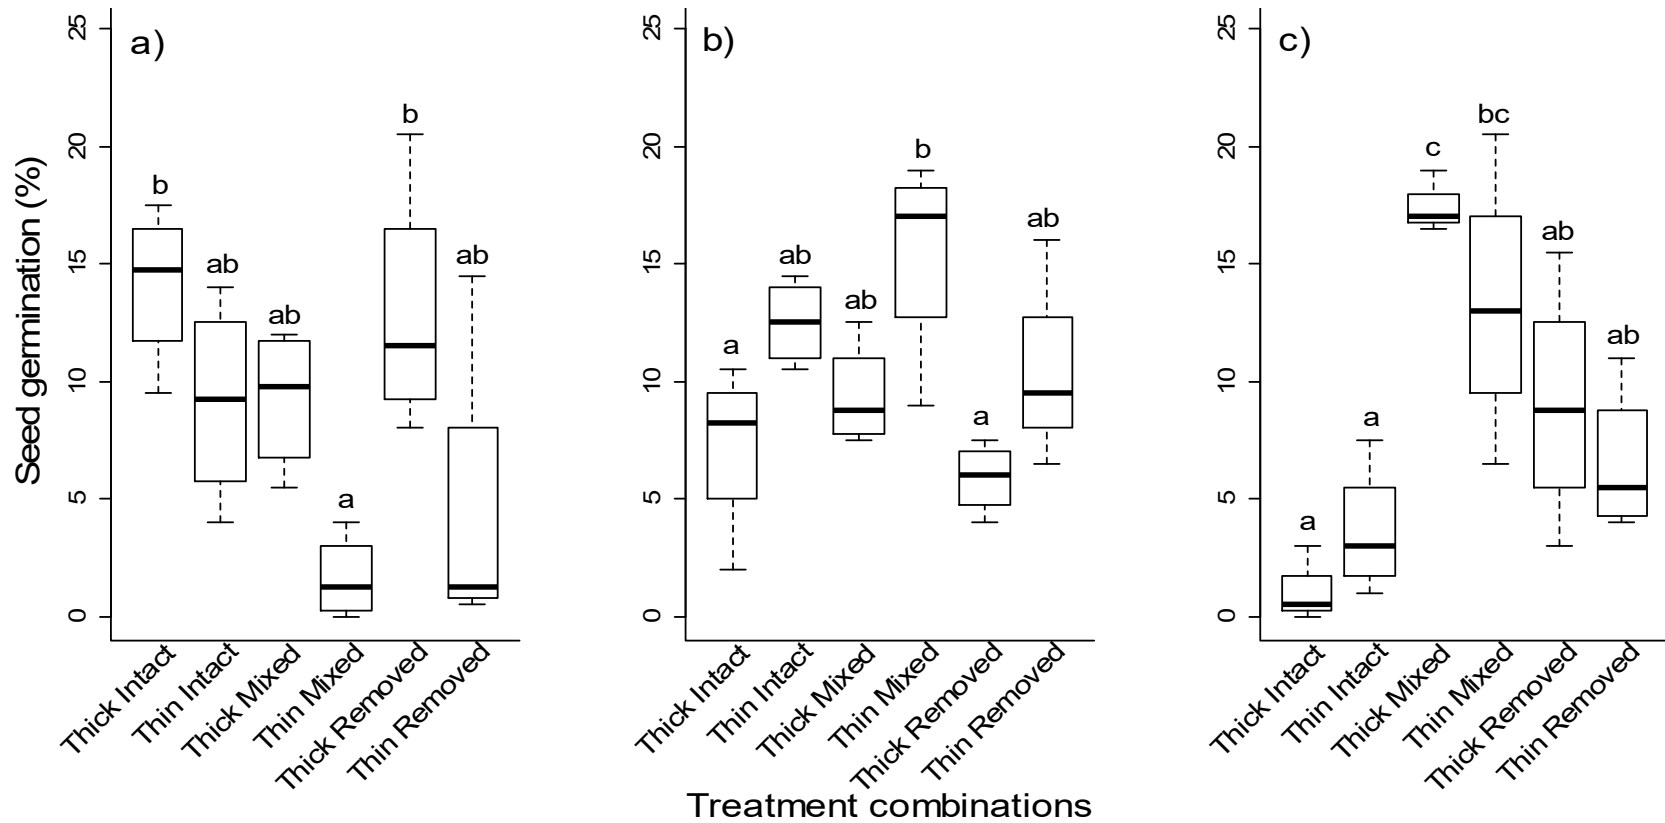 Seed germination (%)
a)
25
20
15
10
5
0
b
ab
ab
a
b
ab
Thick Intact
Thin Intact
Thick Mixed
Thin Mixed
Thick Removed
Thin Removed
b)
25
20
15
10
5
0
a
ab
ab
b
a
ab
Thick Intact
Thin Intact
Thick Mixed
Thin Mixed
Thick Removed
Thin Removed
c)
25
20
15
10
5
0
a
a
c
bc
ab
ab
Thick Intact
Thin Intact
Thick Mixed
Thin Mixed
Thick Removed
Thin Removed
Treatment combinations